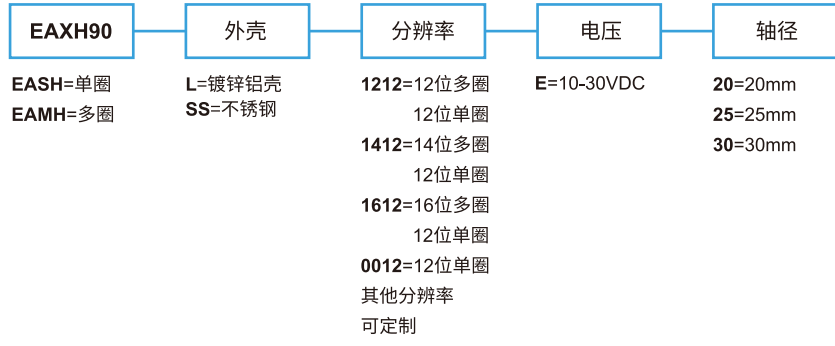 EAXH90
外壳
分辨率
电压
轴径
EASH=单圈
EAMH=多圈
L=镀锌铝壳
SS=不锈钢
1212=12位多圈
12位单圈
1412=14位多圈
12位单圈
1612=16位多圈
12位单圈
0012=12位单圈
其他分辨率
可定制
E=10-30VDC
20=20mm
25=25mm
30=30mm